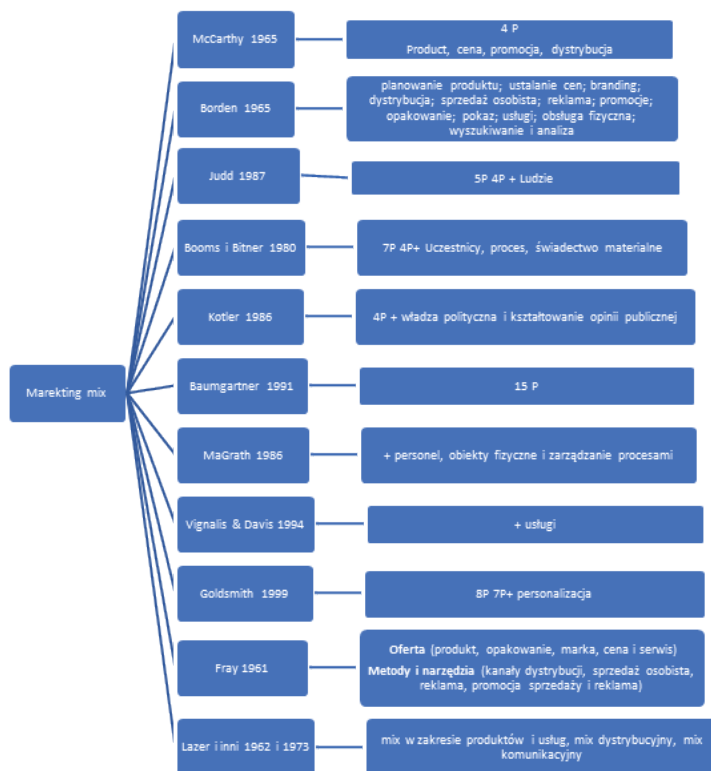 Marekting mix
McCarthy 1965
4 P
Product, cena, promocja, dystrybucja
Borden 1965
planowanie produktu; ustalanie cen; branding;
dystrybucja; sprzedaż osobista; reklama; promocje;
opakowanie; pokaz; usługi; obsługa fizyczna;
wyszukiwanie i analiza
Judd 1987
5P 4P + Ludzie
Booms i Bitner 1980
7P 4P+ Uczestnicy, proces, świadectwo materialne
Kotler 1986
4P + władza polityczna i kształtowanie opinii publicznej
Baumgartner 1991
15 P
MaGrath 1986
+ personel, obiekty fizyczne i zarządzanie procesami
Vignalis & Davis 1994
+ usługi
Goldsmith 1999
8P 7P+ personalizacja
Fray 1961
Oferta (produkt, opakowanie, marka, cena i serwis)
Metody i narzędzia (kanały dystrybucji, sprzedaż osobista,
reklama, promocja sprzedaży i reklama)
Lazer i inni 1962 i 1973
mix w zakresie produktów i usług, mix dystrybucyjny, mix
komunikacyjny